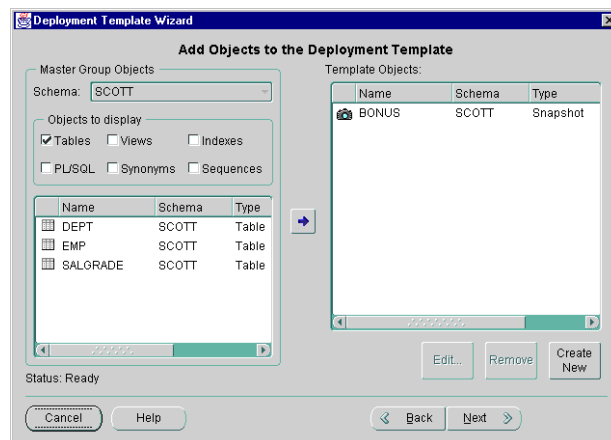 Deployment Template Wizard
Add Objects to the Deployment Template
Master Group Objects
Schema: SCOTT
Objects to display
Tables Views Indexes
PL/SQL Synonyms Sequences
Name Schema Type
DEPT SCOTT Table
EMP SCOTT Table
SALGRADE SCOTT Table
Template Objects:
Name Schema Type
BONUS SCOTT Snapshot
Edit... Remove Create New
Status: Ready
Cancel Help Back Next